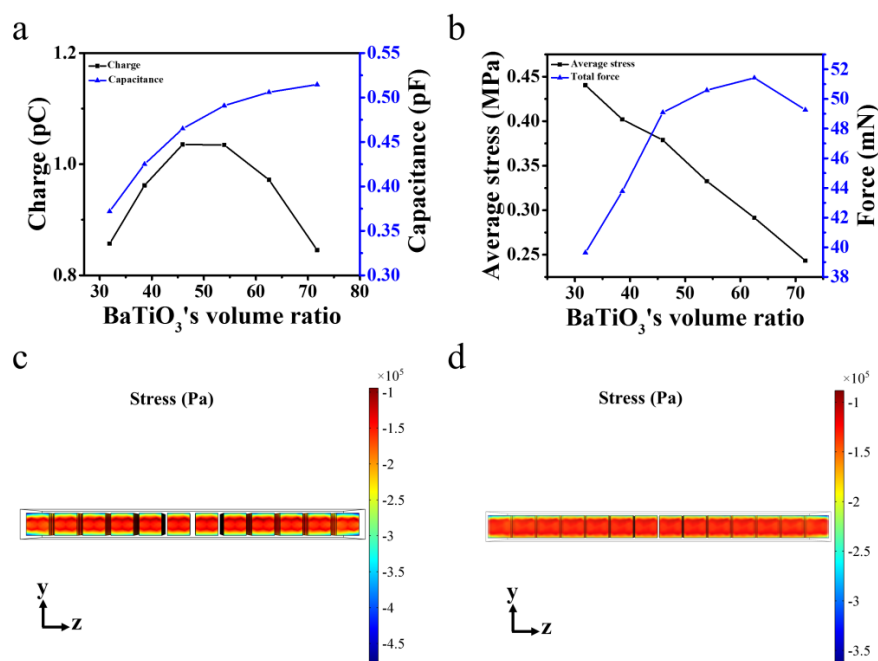 a
Charge (pC)
1.2
1.0
0.8
Charge
Capacitance
0.55
0.50
0.45
0.40
0.35
0.30
Capacitance (pF)
30 40 50 60 70 80
BaTiO3's volume ratio
b
Average stress (MPa)
0.45
0.40
0.35
0.30
0.25
Average stress
Total force
52
50
48
46
44
42
40
38
Force (mN)
30 40 50 60 70 80
BaTiO3's volume ratio
c
Stress (Pa)
×10^5
-1
-1.5
-2
-2.5
-3
-3.5
-4
-4.5
y
z
d
Stress (Pa)
×10^5
-1
-1.5
-2
-2.5
-3
-3.5
y
z